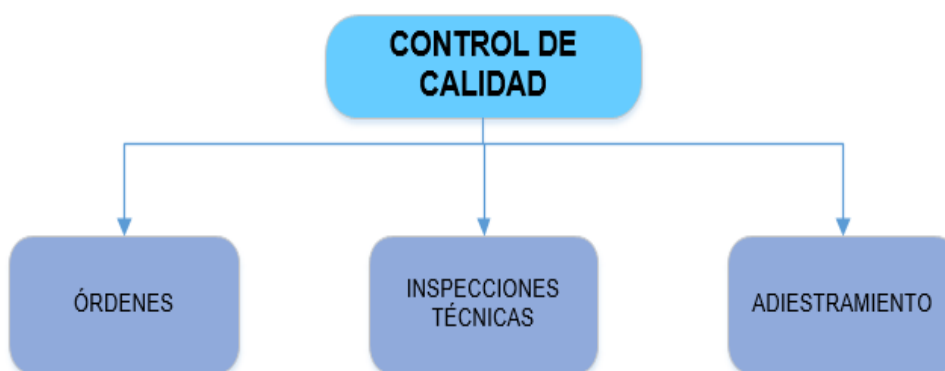 CONTROL DE
CALIDAD
ÓRDENES
INSPECCIONES
TÉCNICAS
ADIESTRAMIENTO